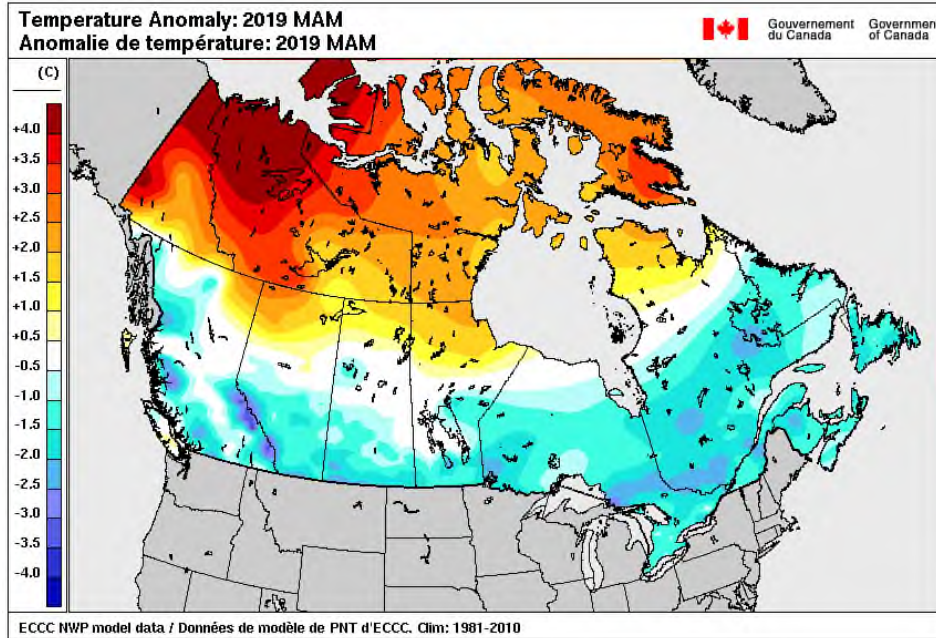 Temperature Anomaly: 2019 MAM
Anomalie de température: 2019 MAM
Gouvernement du Canada
Government of Canada
(C)
+4.0
+3.5
+3.0
+2.5
+2.0
+1.5
+1.0
+0.5
-0.5
-1.0
-1.5
-2.0
-2.5
-3.0
-3.5
-4.0
ECCC NWP model data / Données de modèle de PNT d'ECCC. Clim: 1981-2010